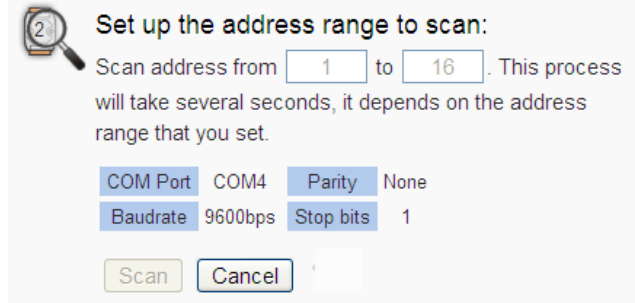 2
Set up the address range to scan:
Scan address from 1 to 16 . This process
will take several seconds, it depends on the address
range that you set.
COM Port COM4 Parity None
Baudrate 9600bps Stop bits 1
Scan Cancel